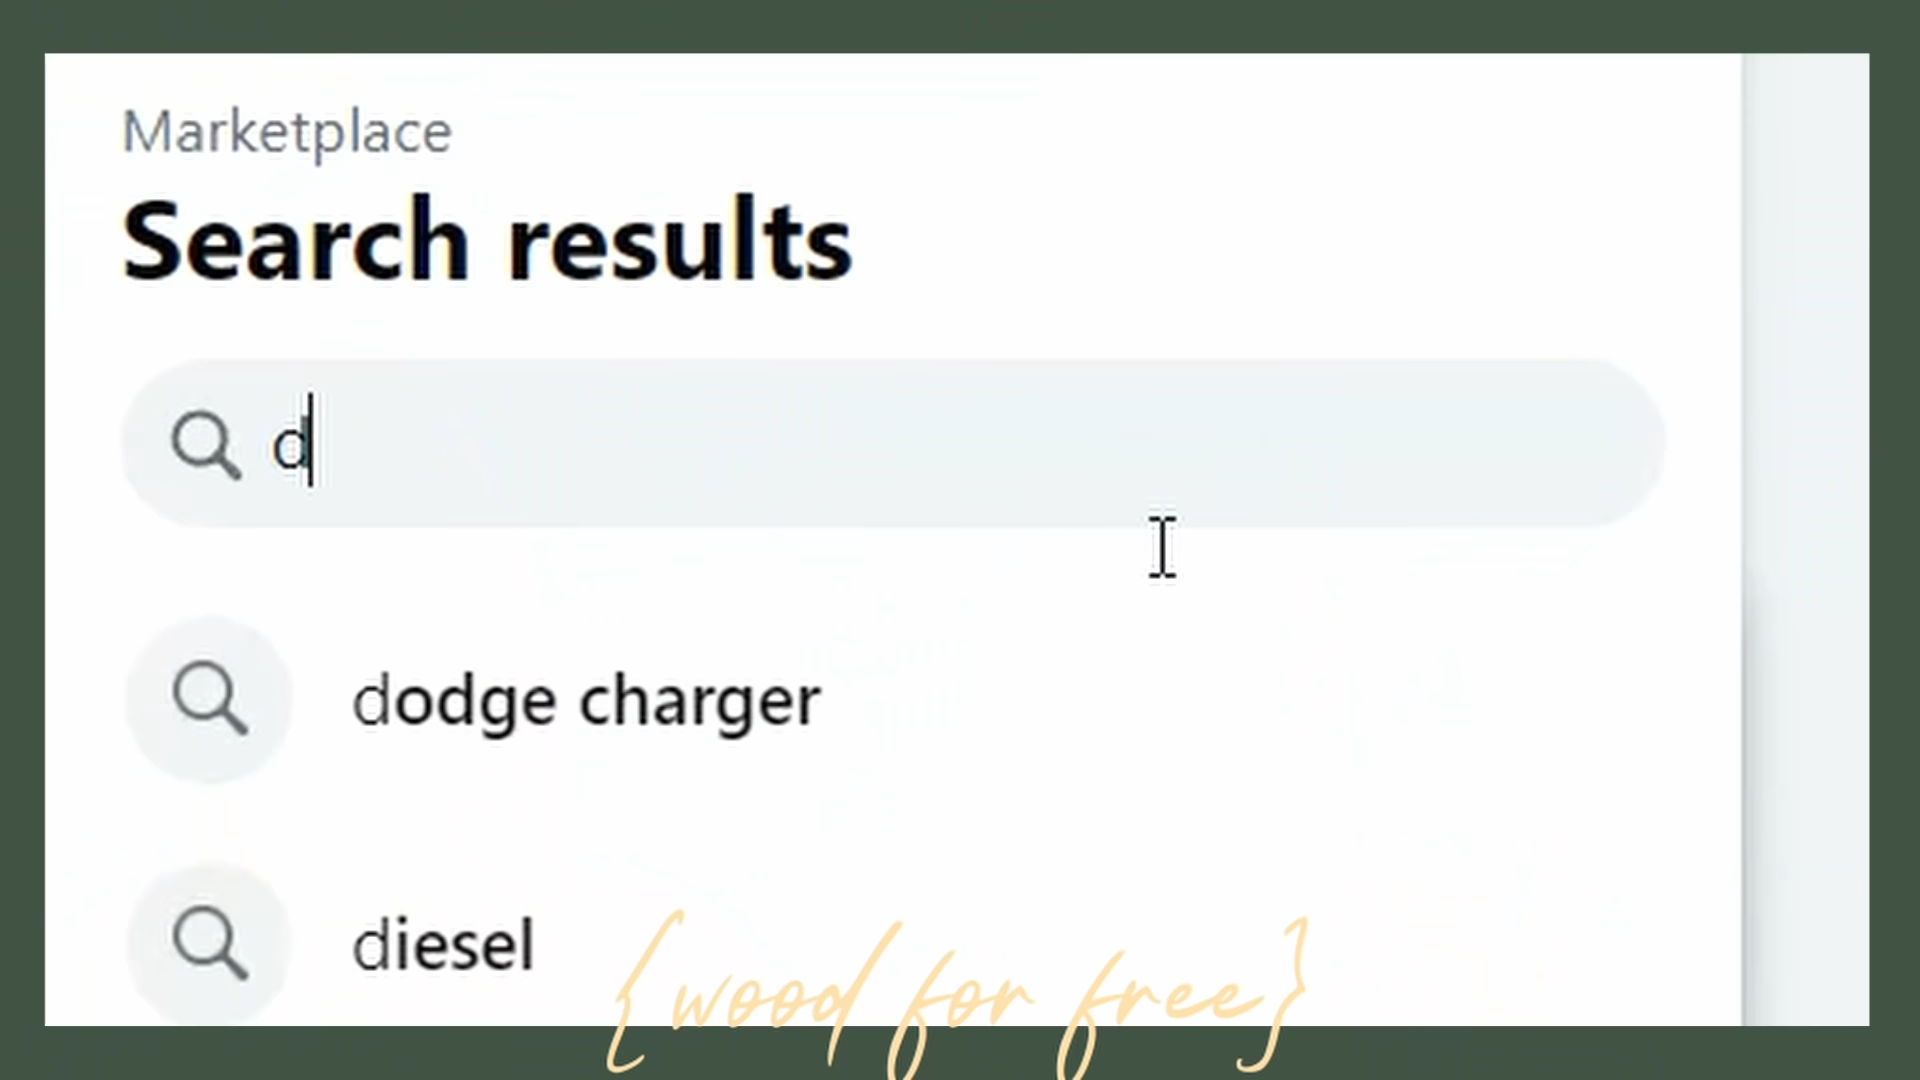 Marketplace
Search results
d
dodge charger
diesel
{wood for free}